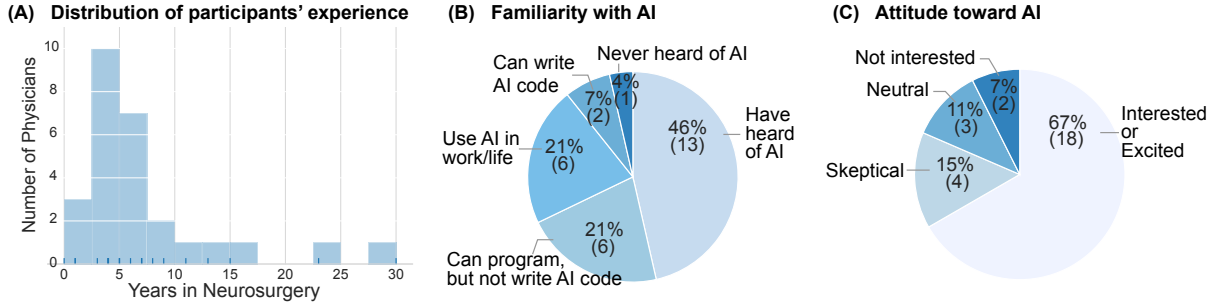 (A) Distribution of participants' experience
10
8
6
4
2
0
0
5
10
15
20
25
30
Number of Physicians
Years in Neurosurgery
(B) Familiarity with AI
Never heard of AI
4%
(1)
Can write
AI code
7%
(2)
Have
heard
of AI
46%
(13)
Use AI in
work/life
21%
(6)
Can program,
but not write AI code
21%
(6)
(C) Attitude toward AI
Not interested
7%
(2)
Neutral
11%
(3)
Interested
or
Excited
67%
(18)
Skeptical
15%
(4)